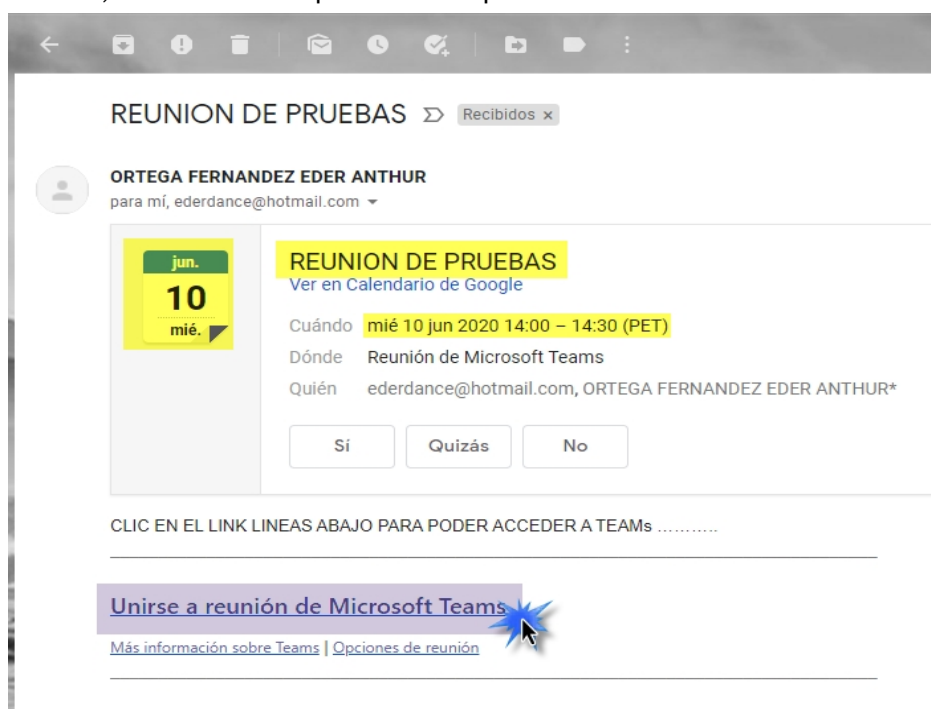 REUNION DE PRUEBAS Recibidos x
ORTEGA FERNANDEZ EDER ANTHUR
para mí, ederdance@hotmail.com
jun.
10
mié.
REUNION DE PRUEBAS
Ver en Calendario de Google
Cuándo mié 10 jun 2020 14:00 – 14:30 (PET)
Dónde Reunión de Microsoft Teams
Quién ederdance@hotmail.com, ORTEGA FERNANDEZ EDER ANTHUR*
Sí Quizás No
CLIC EN EL LINK LINEAS ABAJO PARA PODER ACCEDER A TEAMs ………..
Unirse a reunión de Microsoft Teams
Más información sobre Teams | Opciones de reunión